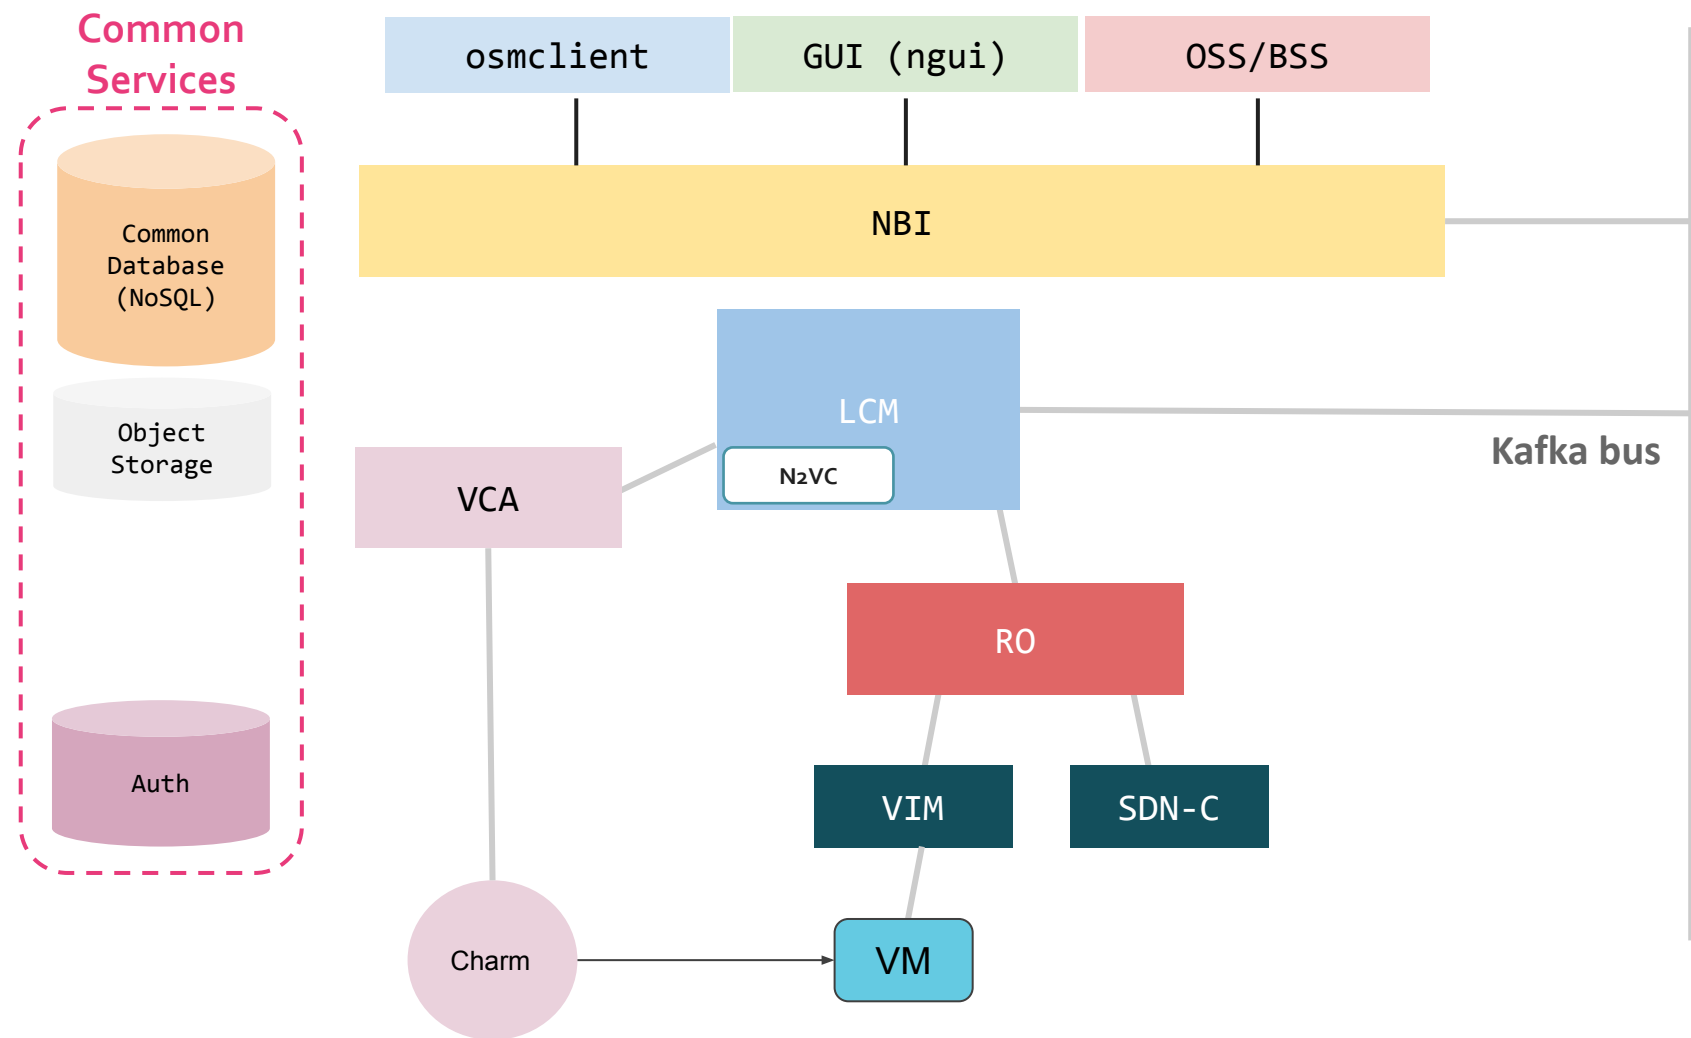 Common
Services
osmclient
GUI (ngui)
OSS/BSS
Common
Database
(NoSQL)
NBI
Object
Storage
LCM
Kafka bus
N2VC
VCA
RO
Auth
VIM
SDN-C
Charm
VM